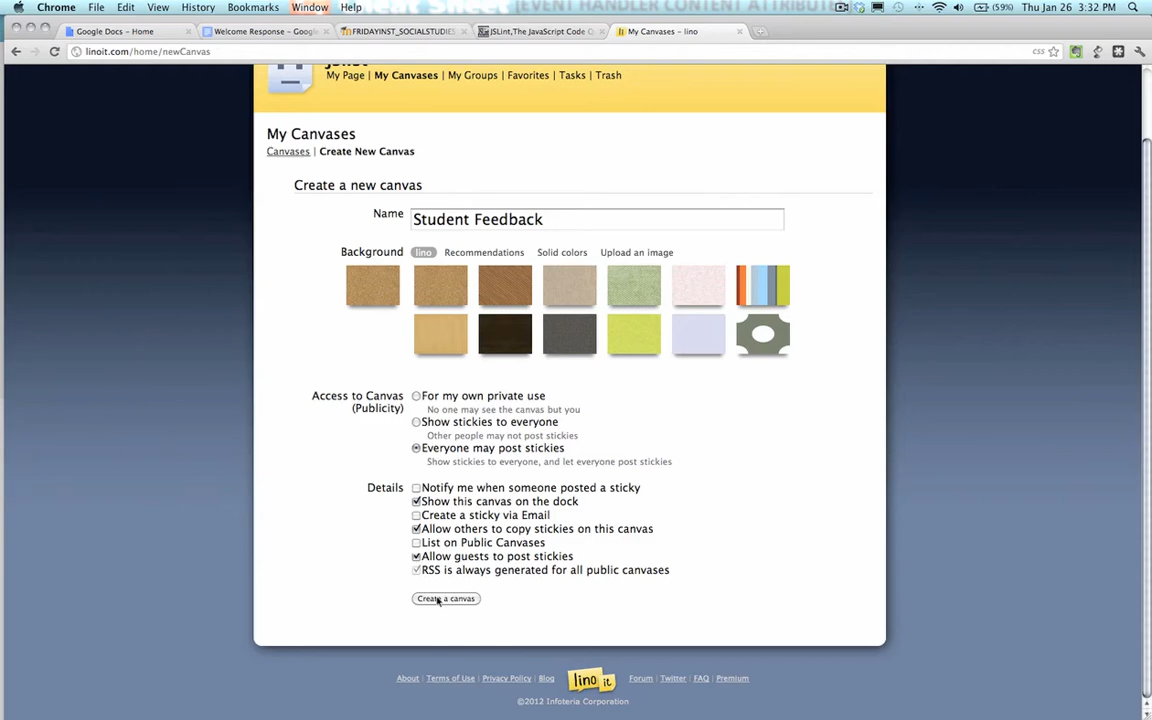 Chrome File Edit View History Bookmarks Window Help [EVENT HANDLER CONTENT ATTRIBUTE (59%) Thu Jan 26 3:32 PM
Google Docs - Home Welcome Response - Google FRIDAYINST_SOCIALSTUDIES JSLint,The JavaScript Code My Canvases - lino
linoit.com/home/newCanvas css
My Page | My Canvases | My Groups | Favorites | Tasks | Trash
My Canvases
Canvases | Create New Canvas
Create a new canvas
Name Student Feedback
Background lino Recommendations Solid colors Upload an image
Access to Canvas (Publicity)
For my own private use
No one may see the canvas but you
Show stickies to everyone
Other people may not post stickies
Everyone may post stickies
Show stickies to everyone, and let everyone post stickies
Details Notify me when someone posted a sticky
Show this canvas on the dock
Create a sticky via Email
Allow others to copy stickies on this canvas
List on Public Canvases
Allow guests to post stickies
RSS is always generated for all public canvases
Create a canvas
About | Terms of Use | Privacy Policy | Blog lino it Forum | Twitter | FAQ | Premium
©2012 Infoteria Corporation